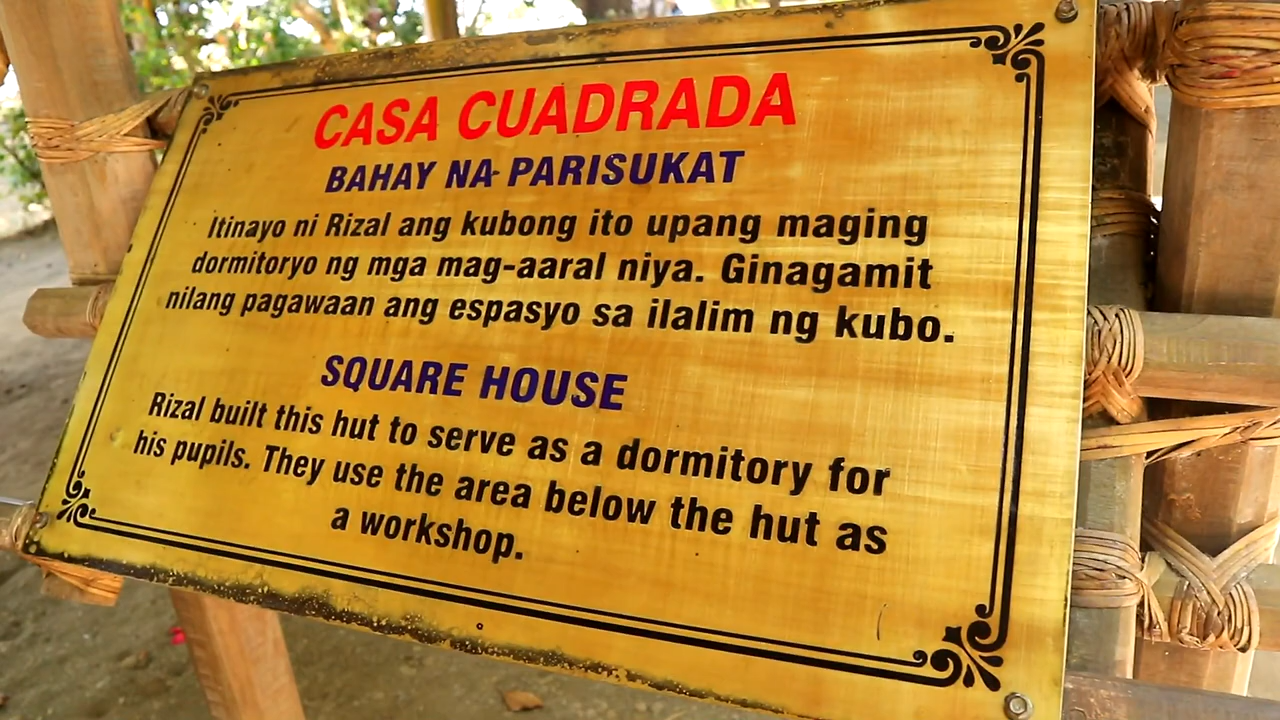 CASA CUADRADA
BAHAY NA PARISUKAT
Itinayo ni Rizal ang kubong ito upang maging
dormitoryo ng mga mag-aaral niya. Ginagamit
nilang pagawaan ang espasyo sa ilalim ng kubo.
SQUARE HOUSE
Rizal built this hut to serve as a dormitory for
his pupils. They use the area below the hut as
a workshop.